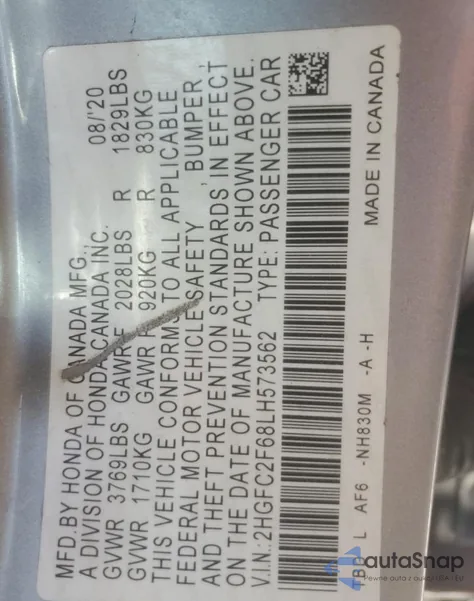 MFD.BY HONDA OF CANADA MFG.,
A DIVISION OF HONDA CANADA INC. 08/'20
GVWR 3769LBS GAWR F 2028LBS R 1829LBS
GVWR 1710KG GAWR F 920KG R 830KG
THIS VEHICLE CONFORMS TO ALL APPLICABLE
FEDERAL MOTOR VEHICLE SAFETY, BUMPER,
AND THEFT PREVENTION STANDARDS IN EFFECT
ON THE DATE OF MANUFACTURE SHOWN ABOVE.
V.I.N.:2HGFC2F68LH573562 TYPE: PASSENGER CAR
TBD L AF6 -NH830M -A -H MADE IN CANADA
autaSnap